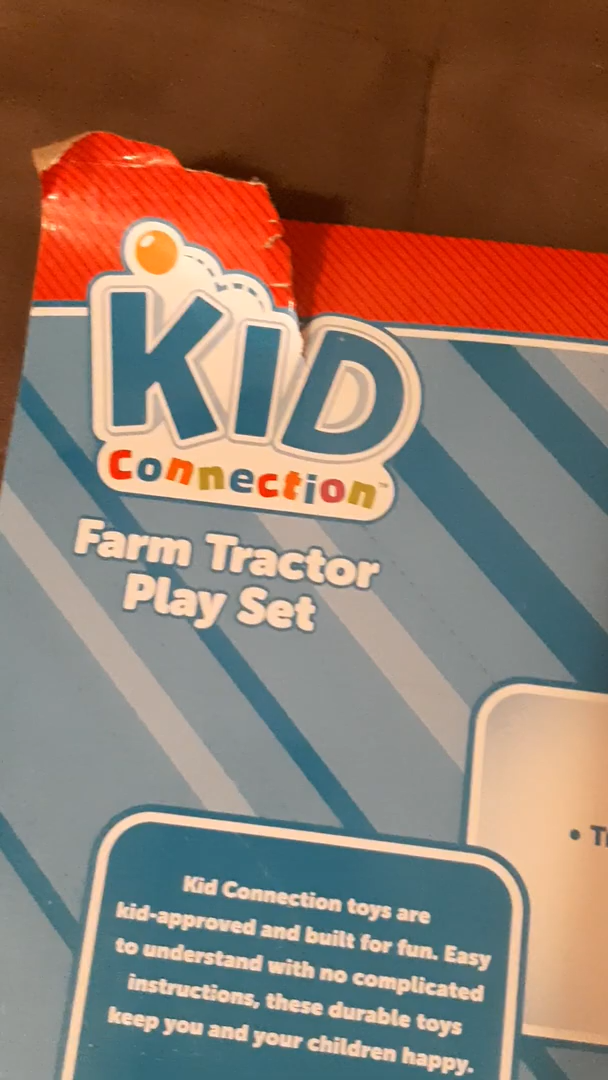 KID
Connection™
Farm Tractor
Play Set
Kid Connection toys are
kid-approved and built for fun. Easy
to understand with no complicated
instructions, these durable toys
keep you and your children happy.